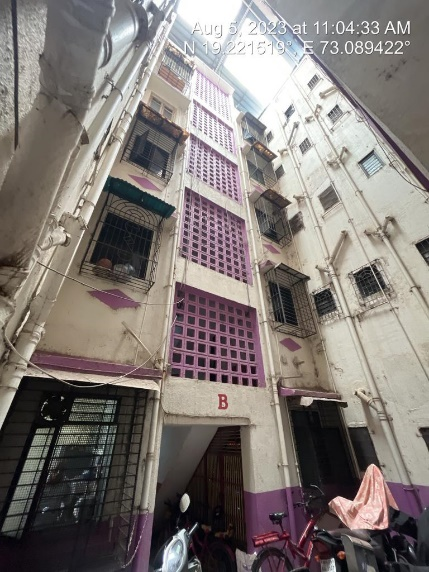 Aug 5, 2023 at 11:04:33 AM
N 19.221519°, E 73.089422°
B